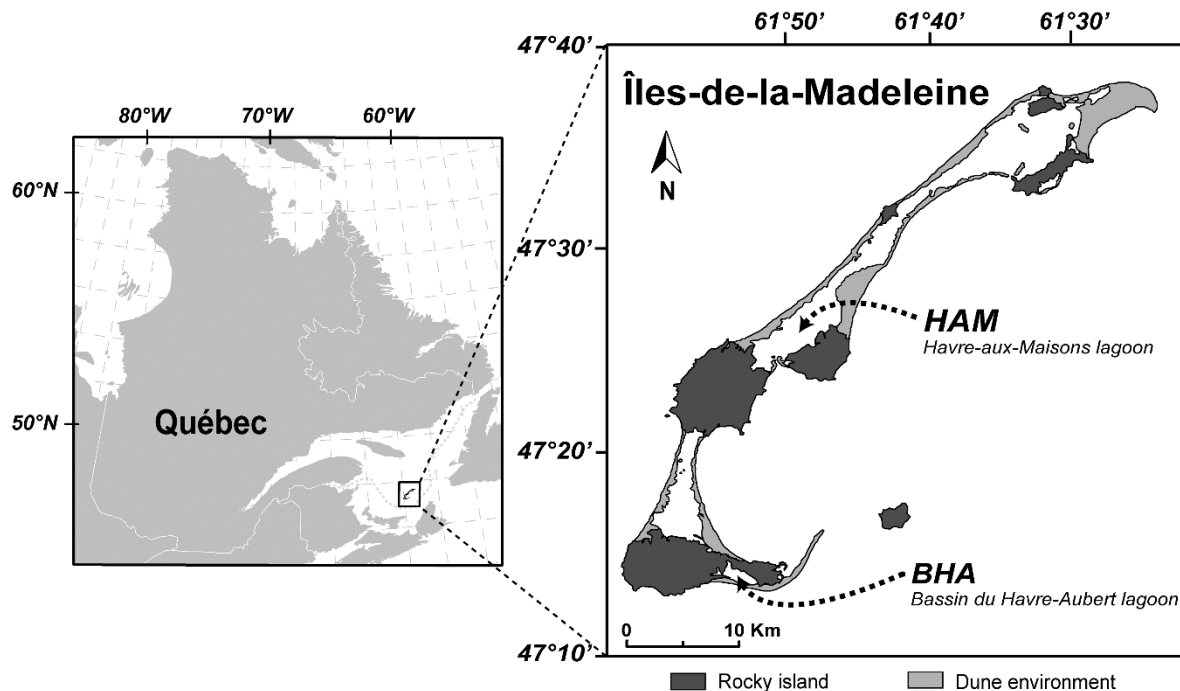 80°W 70°W 60°W
60°N
50°N
Québec
61°50' 61°40' 61°30'
47°40'
47°30'
47°20'
47°10'
Îles-de-la-Madeleine
N
HAM
Havre-aux-Maisons lagoon
BHA
Bassin du Havre-Aubert lagoon
0 10 Km
Rocky island Dune environment